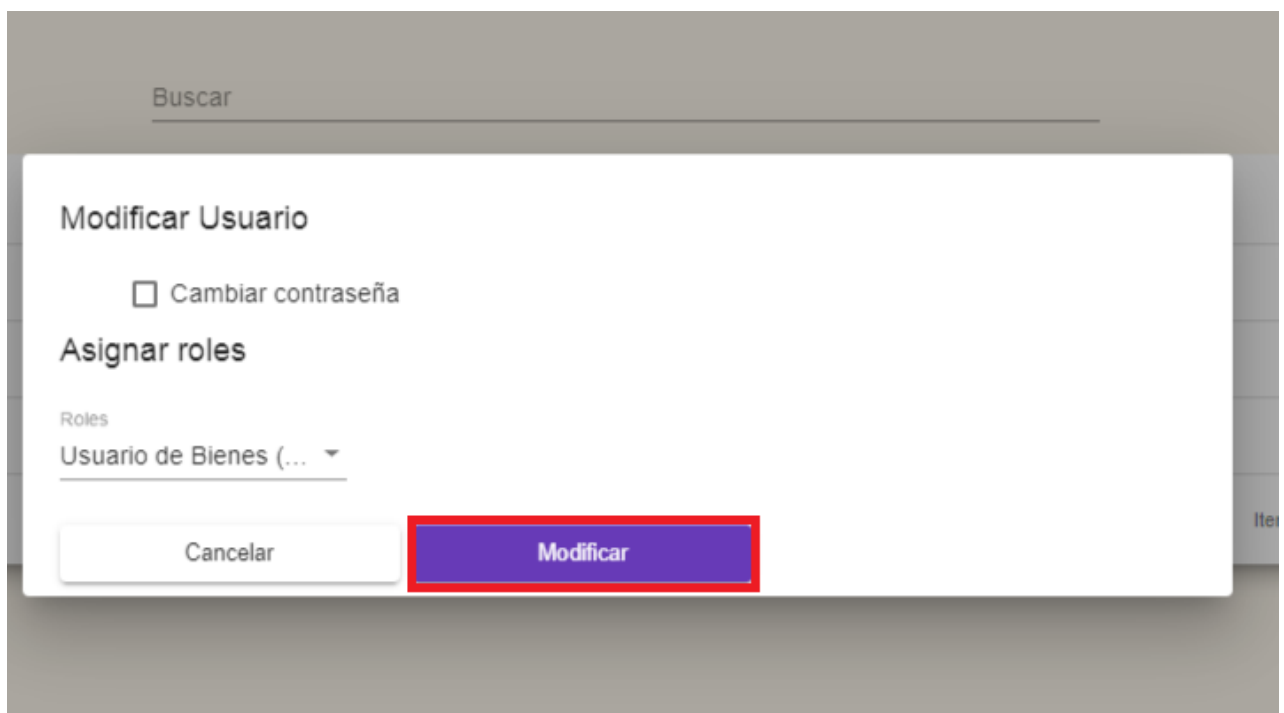 Buscar
Modificar Usuario
Cambiar contraseña
Asignar roles
Roles
Usuario de Bienes (...
Cancelar
Modificar